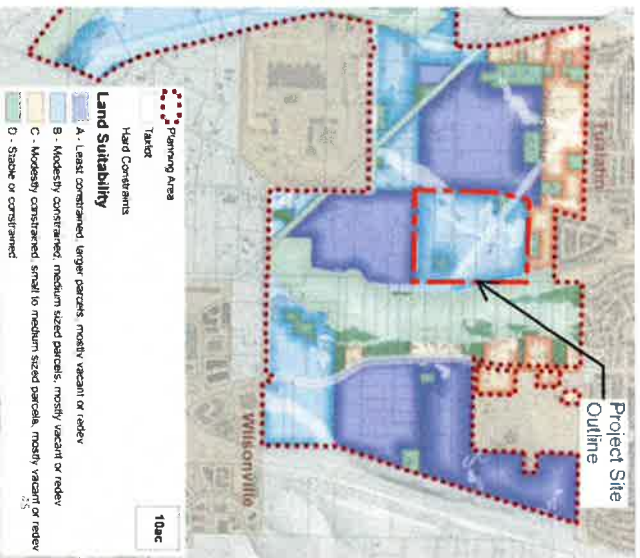 Tualatin
Project Site
Outline
Wilsonville
Planning Area
Taxlot
Hard Constraints
Land Suitability
A - Least constrained, larger parcels, mostly vacant or redev
B - Modestly constrained, medium sized parcels, mostly vacant or redev
C - Modestly constrained, small to medium sized parcels, mostly vacant or redev
D - Stable or constrained
10ac